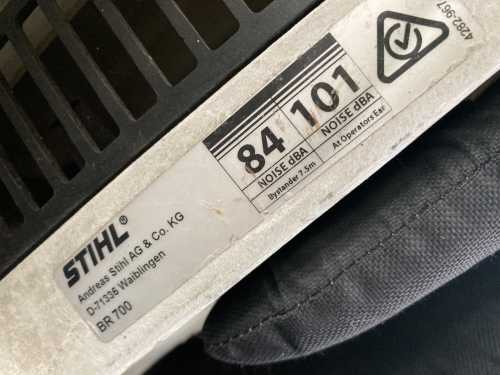 STIHL®
Andreas Stihl AG & Co. KG
D-71336 Waiblingen
BR 700
84
NOISE dBA
Bystander 7.5m
101
NOISE dBA
At Operators Ear
4282.967